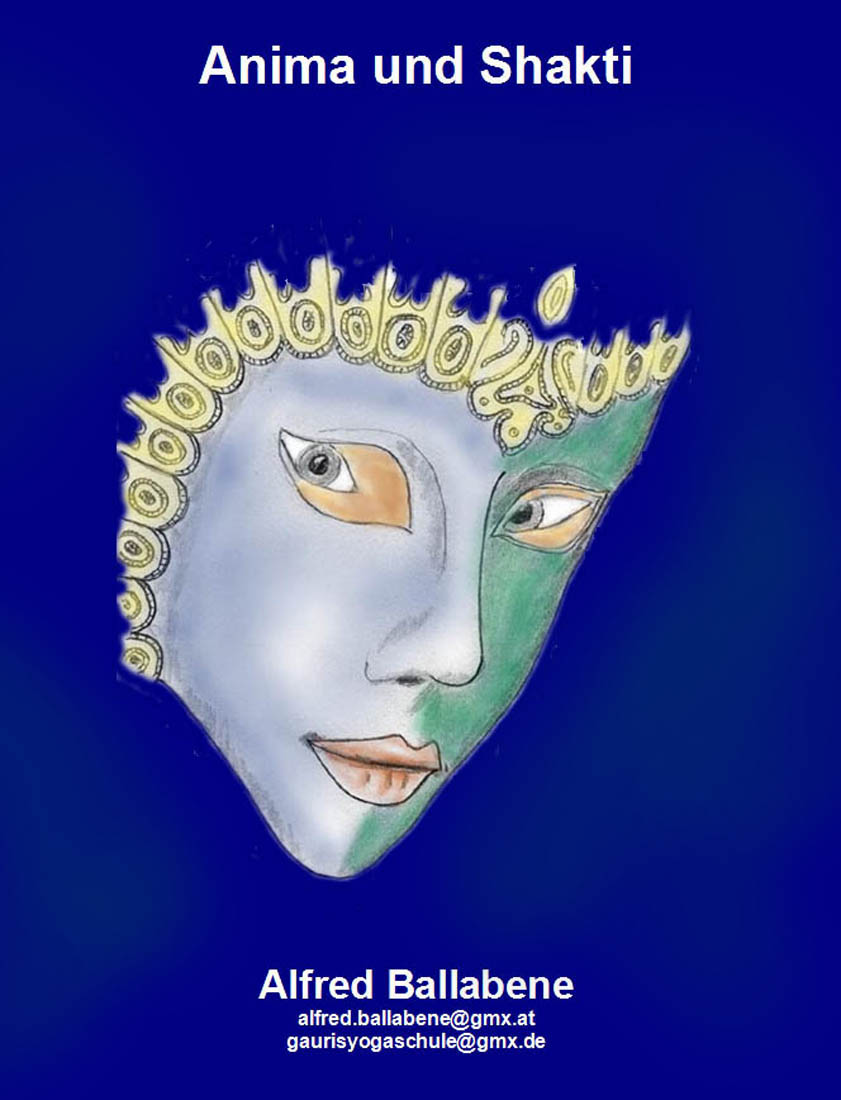 Anima und Shakti
Alfred Ballabene
alfred.ballabene@gmx.at
gaurisyogaschule@gmx.de